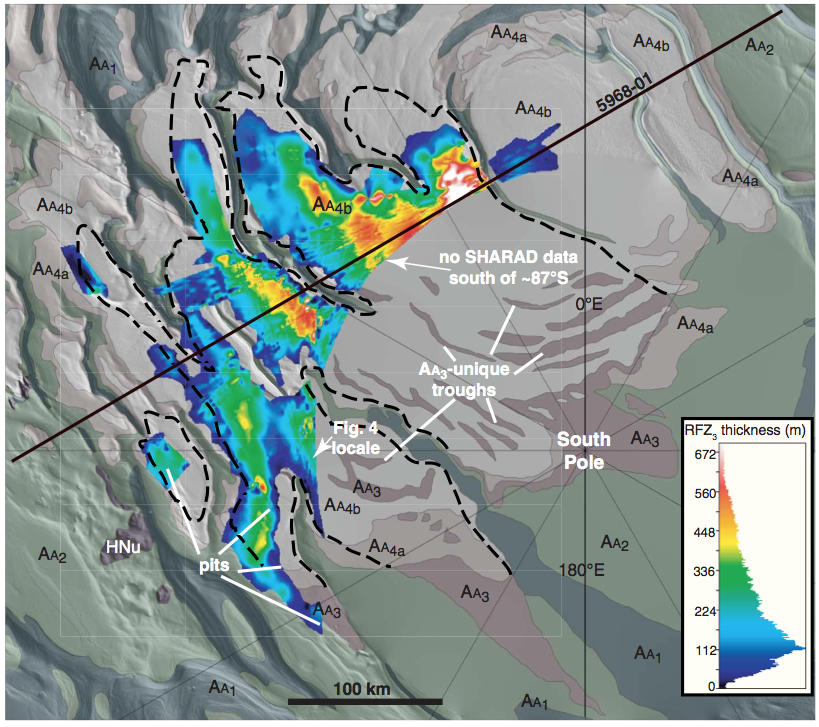 AA4a
AA4b
AA2
AA1
5968-01
AA4b
AA4a
AA4b
AA4b
AA4a
no SHARAD data
south of ~87°S
0°E
AA4a
AA3-unique
troughs
Fig. 4
locale
South
Pole
AA3
RFZ3 thickness (m)
672
560
448
336
224
112
0
AA3
AA4b
HNu
AA2
pits
AA4a
AA2
180°E
AA3
AA3
AA1
AA1
100 km
AA1